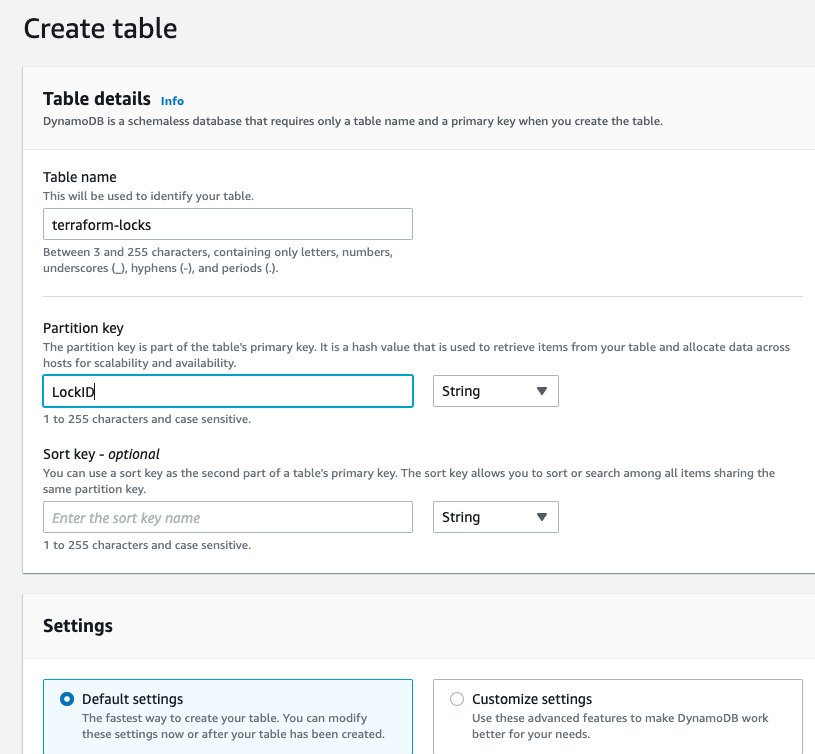 Create table
Table details Info
DynamoDB is a schemaless database that requires only a table name and a primary key when you create the table.
Table name
This will be used to identify your table.
terraform-locks
Between 3 and 255 characters, containing only letters, numbers,
underscores (_), hyphens (-), and periods (.).
Partition key
The partition key is part of the table's primary key. It is a hash value that is used to retrieve items from your table and allocate data across
hosts for scalability and availability.
LockID String
1 to 255 characters and case sensitive.
Sort key - optional
You can use a sort key as the second part of a table's primary key. The sort key allows you to sort or search among all items sharing the
same partition key.
Enter the sort key name String
1 to 255 characters and case sensitive.
Settings
Default settings
The fastest way to create your table. You can modify
these settings now or after your table has been created.
Customize settings
Use these advanced features to make DynamoDB work
better for your needs.